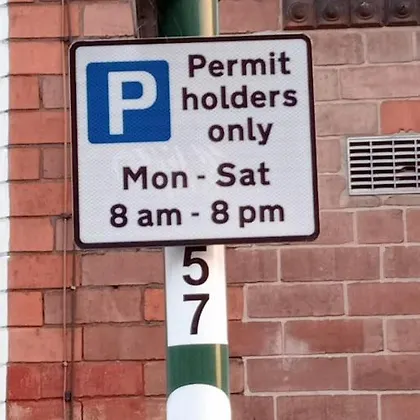 P Permit
holders
only
Mon - Sat
8 am - 8 pm
5
7